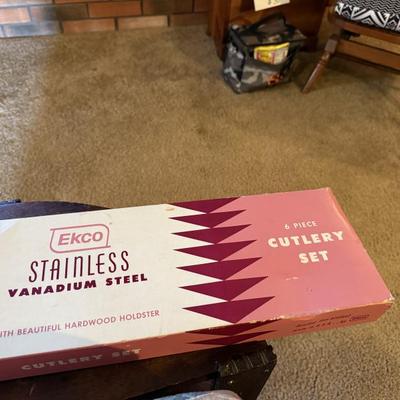 EKCO
STAINLESS
VANADIUM STEEL
WITH BEAUTIFUL HARDWOOD HOLDSTER
6 PIECE
CUTLERY
SET
CUTLERY SET